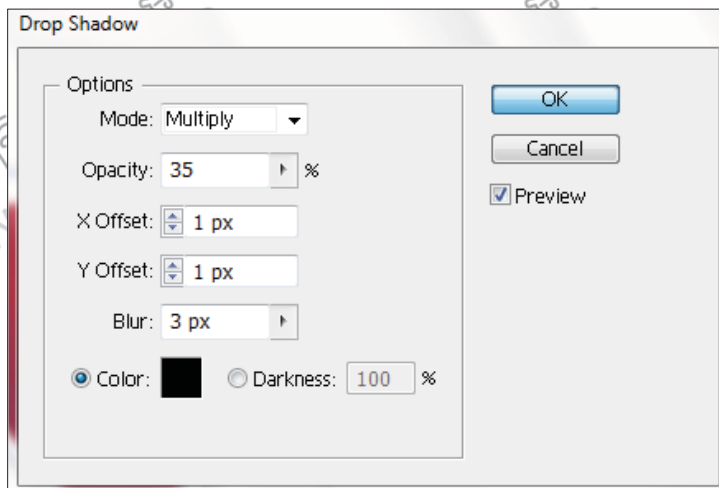 Drop Shadow
Options
Mode: Multiply
Opacity: 35 %
X Offset: 1 px
Y Offset: 1 px
Blur: 3 px
Color: Darkness: 100 %
OK
Cancel
Preview